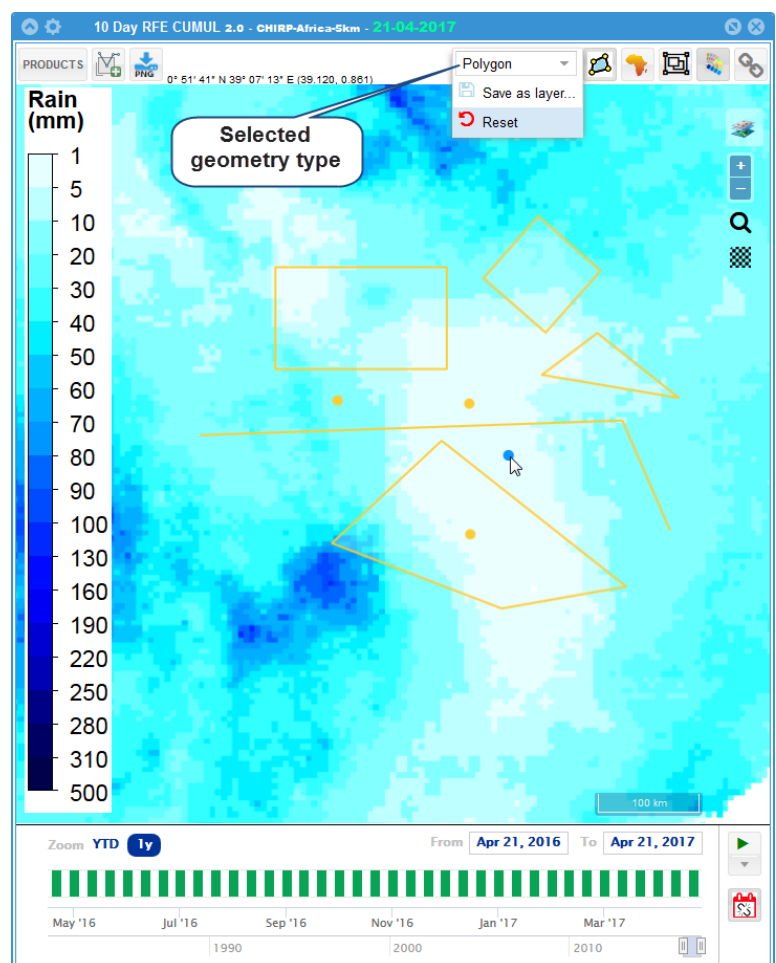 10 Day RFE CUMUL 2.0 - CHIRP-Africa-5km - 21-04-2017
PRODUCTS
PNG
0° 51' 41" N 39° 07' 13" E (39.120, 0.861)
Polygon
Save as layer...
Reset
Selected
geometry type
Rain
(mm)
1
5
10
20
30
40
50
60
70
80
90
100
130
160
190
220
250
280
310
500
+
−
100 km
Zoom YTD 1y
From Apr 21, 2016 To Apr 21, 2017
May '16 Jul '16 Sep '16 Nov '16 Jan '17 Mar '17
1990 2000 2010